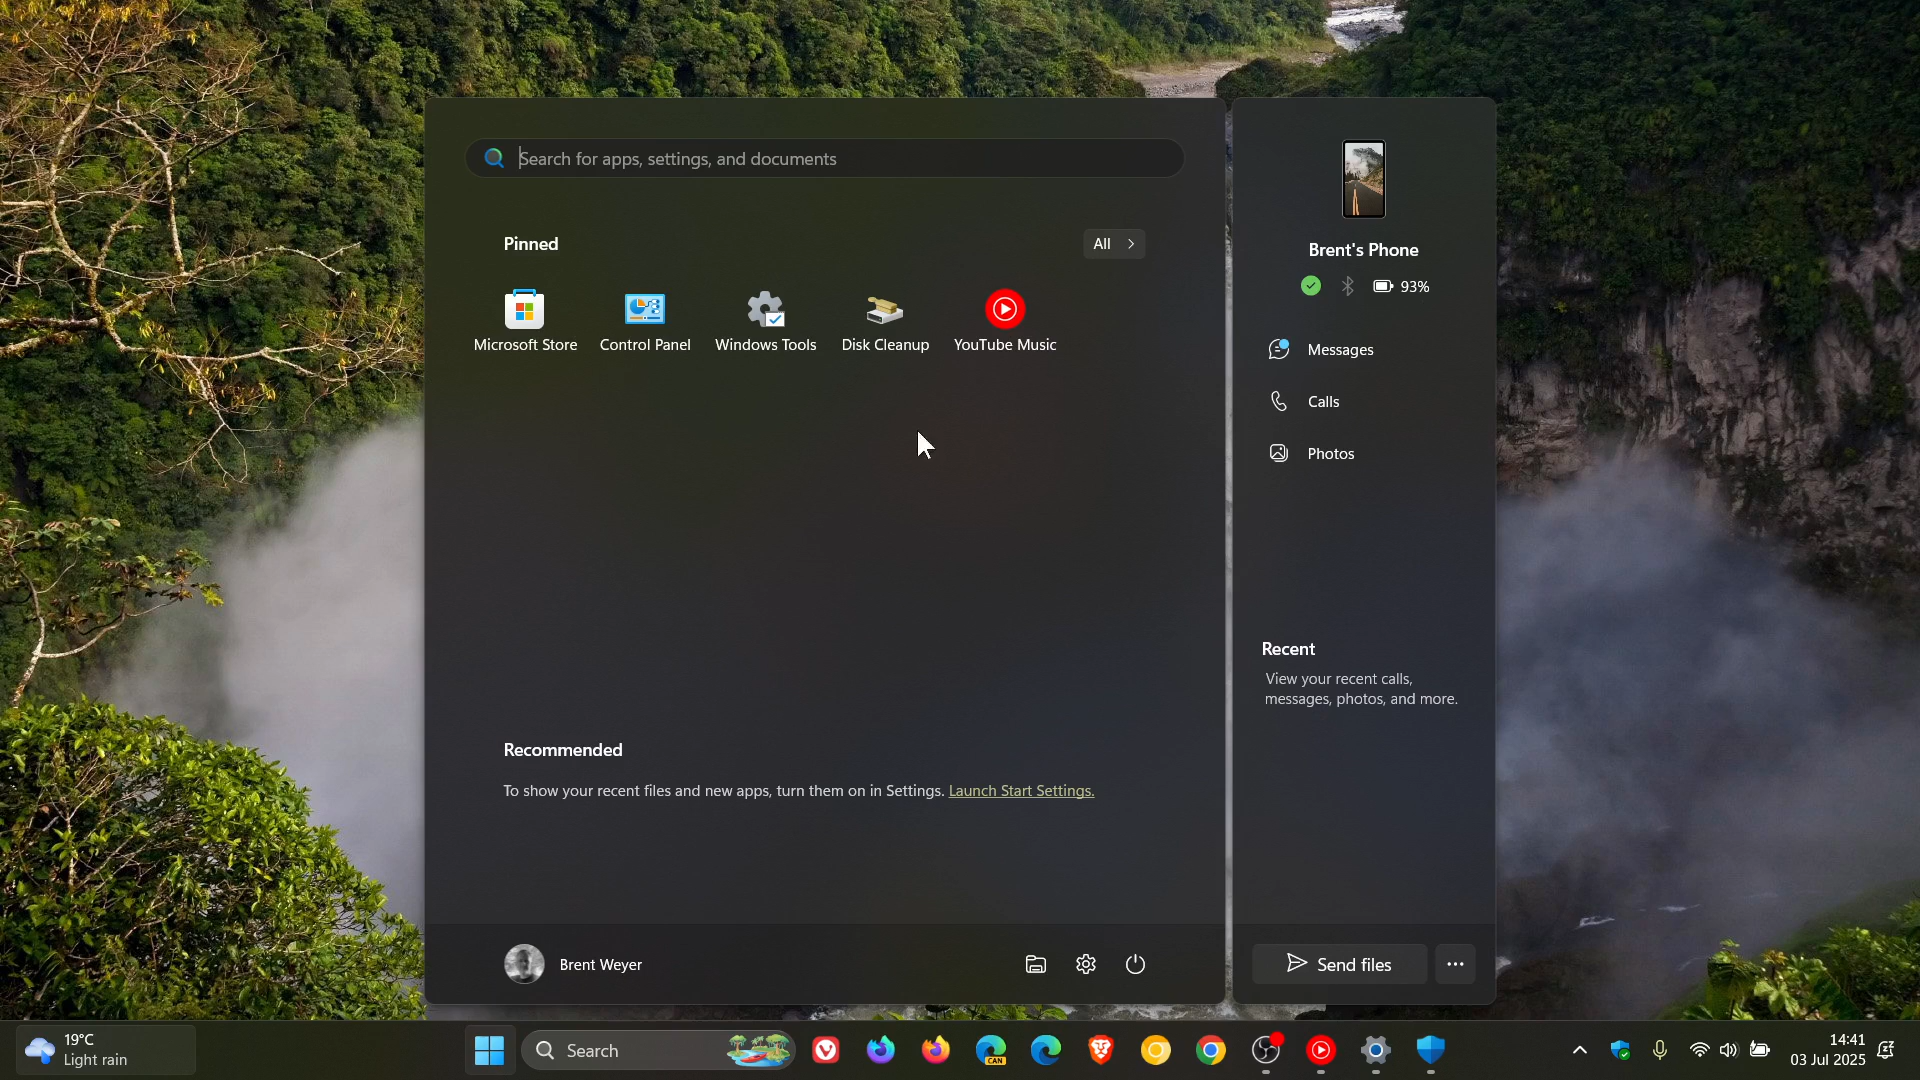 Search for apps, settings, and documents
Pinned
All
Microsoft Store
Control Panel
Windows Tools
Disk Cleanup
YouTube Music
Recommended
To show your recent files and new apps, turn them on in Settings. Launch Start Settings.
Brent Weyer
Brent's Phone
93%
Messages
Calls
Photos
Recent
View your recent calls,
messages, photos, and more.
Send files
19°C
Light rain
Search
CAN
14:41
03 Jul 2025